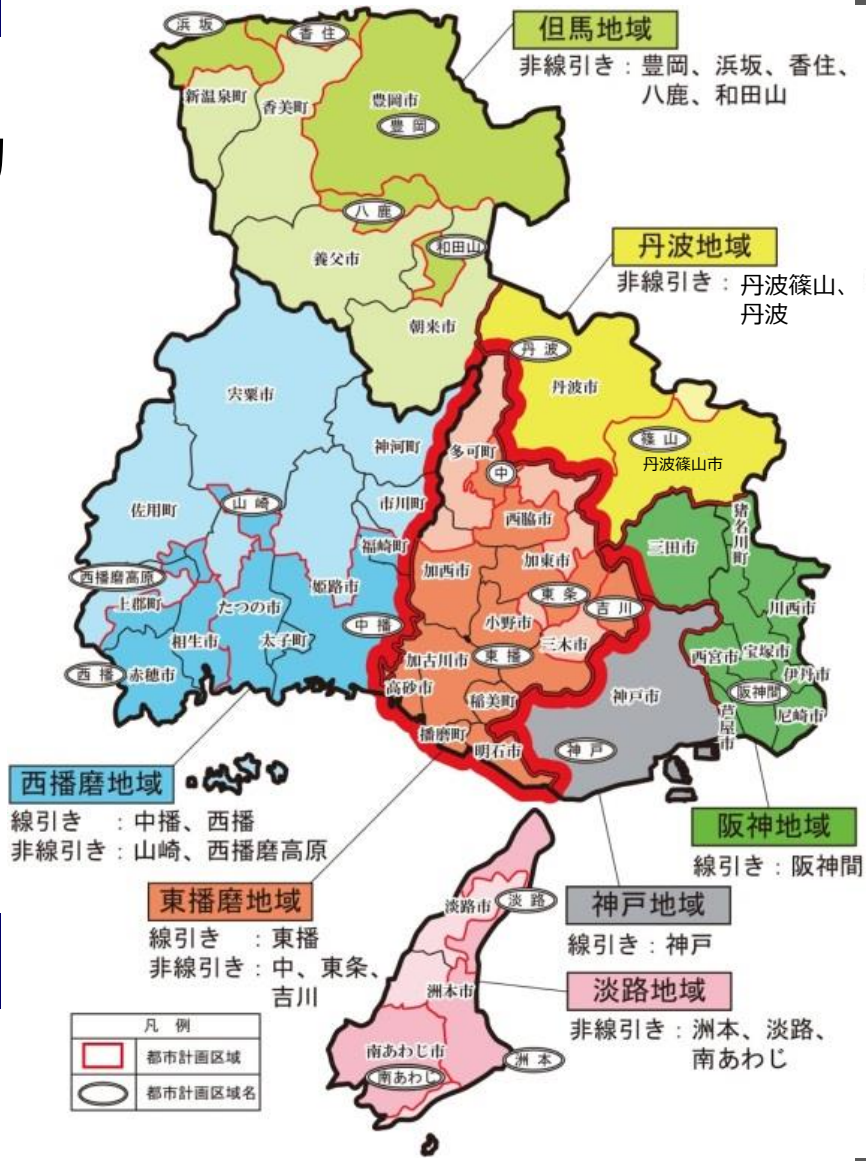 浜坂
香住
但馬地域
非線引き：豊岡、浜坂、香住、
八鹿、和田山
新温泉町
香美町
豊岡市
豊岡
八鹿
和田山
養父市
朝来市
丹波地域
非線引き：丹波篠山、
丹波
丹波
丹波市
篠山
丹波篠山市
宍粟市
神河町
多可町
中
佐用町
山崎
市川町
西脇市
猪名川町
三田市
福崎町
加西市
加東市
西播磨高原
上郡町
たつの市
姫路市
東条
吉川
川西市
相生市
太子町
中播
小野市
三木市
西播
赤穂市
加古川市
東播
西宮市
宝塚市
伊丹市
高砂市
稲美町
神戸市
阪神間
尼崎市
芦屋市
播磨町
明石市
神戸
西播磨地域
線引き　：中播、西播
非線引き：山崎、西播磨高原
阪神地域
線引き：阪神間
東播磨地域
線引き　：東播
非線引き：中、東条、
吉川
神戸地域
線引き：神戸
淡路市
淡路
洲本市
淡路地域
非線引き：洲本、淡路、
南あわじ
南あわじ市
南あわじ
洲本
凡例
都市計画区域
都市計画区域名